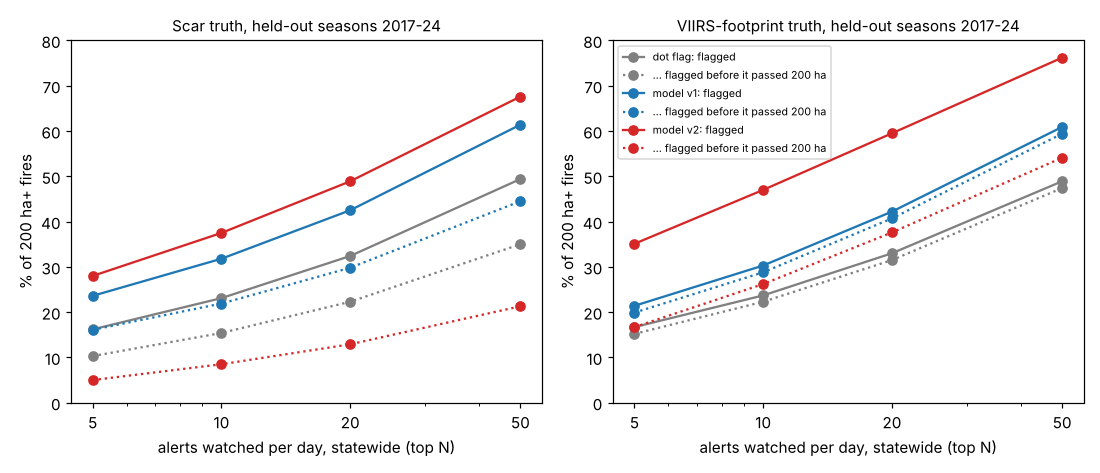 Scar truth, held-out seasons 2017-24
80
70
60
50
40
30
20
10
0
% of 200 ha+ fires
5
10
20
50
alerts watched per day, statewide (top N)
VIIRS-footprint truth, held-out seasons 2017-24
dot flag: flagged
... flagged before it passed 200 ha
model v1: flagged
... flagged before it passed 200 ha
model v2: flagged
... flagged before it passed 200 ha
80
70
60
50
40
30
20
10
0
% of 200 ha+ fires
5
10
20
50
alerts watched per day, statewide (top N)